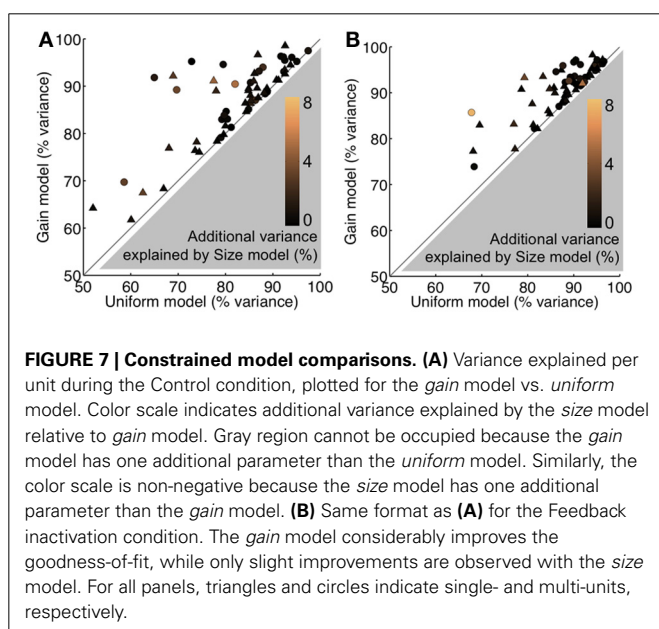 A
B
100
90
80
70
60
50
Gain model (% variance)
8
4
0
Additional variance
explained by Size model (%)
50 60 70 80 90 100
Uniform model (% variance)
100
90
80
70
60
50
Gain model (% variance)
8
4
0
Additional variance
explained by Size model (%)
50 60 70 80 90 100
Uniform model (% variance)
FIGURE 7 | Constrained model comparisons. (A) Variance explained per
unit during the Control condition, plotted for the gain model vs. uniform
model. Color scale indicates additional variance explained by the size model
relative to gain model. Gray region cannot be occupied because the gain
model has one additional parameter than the uniform model. Similarly, the
color scale is non-negative because the size model has one additional
parameter than the gain model. (B) Same format as (A) for the Feedback
inactivation condition. The gain model considerably improves the
goodness-of-fit, while only slight improvements are observed with the size
model. For all panels, triangles and circles indicate single- and multi-units,
respectively.